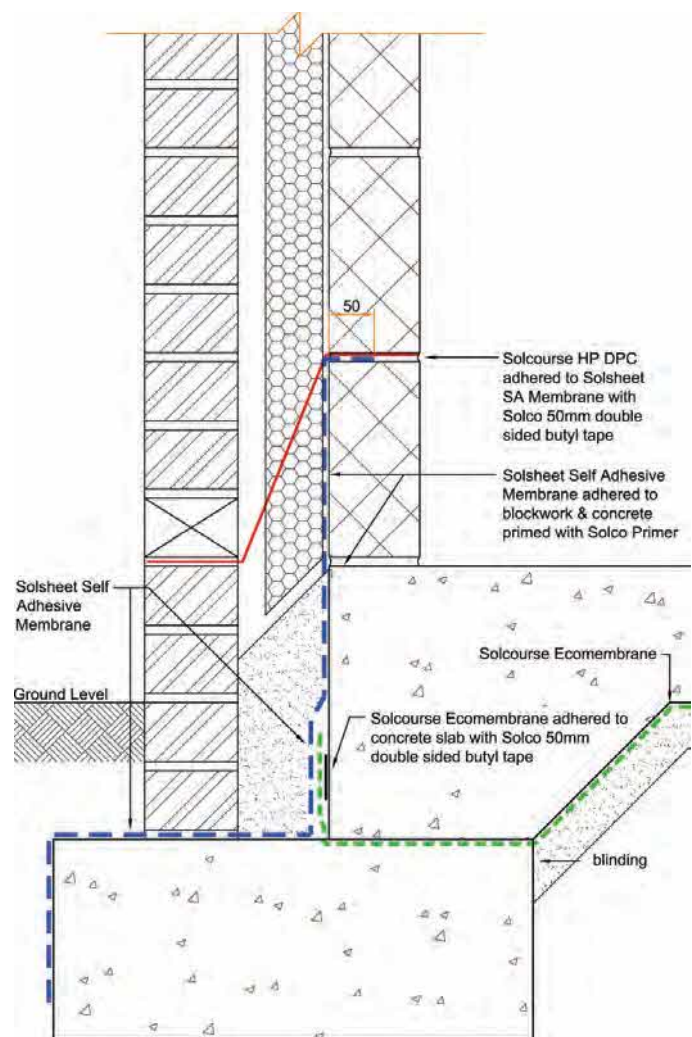 50
Solcourse HP DPC
adhered to Solsheet
SA Membrane with
Solco 50mm double
sided butyl tape
Solsheet Self Adhesive
Membrane adhered to
blockwork & concrete
primed with Solco Primer
Solsheet Self
Adhesive
Membrane
Solcourse Ecomembrane
Ground Level
Solcourse Ecomembrane adhered to
concrete slab with Solco 50mm
double sided butyl tape
blinding